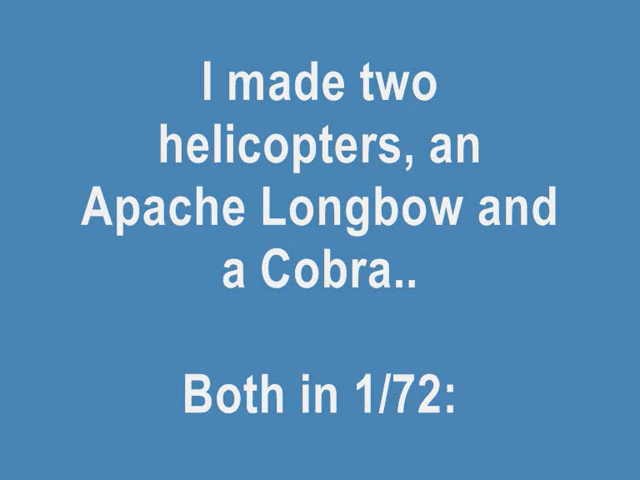 I made two
helicopters, an
Apache Longbow and
a Cobra..
Both in 1/72: